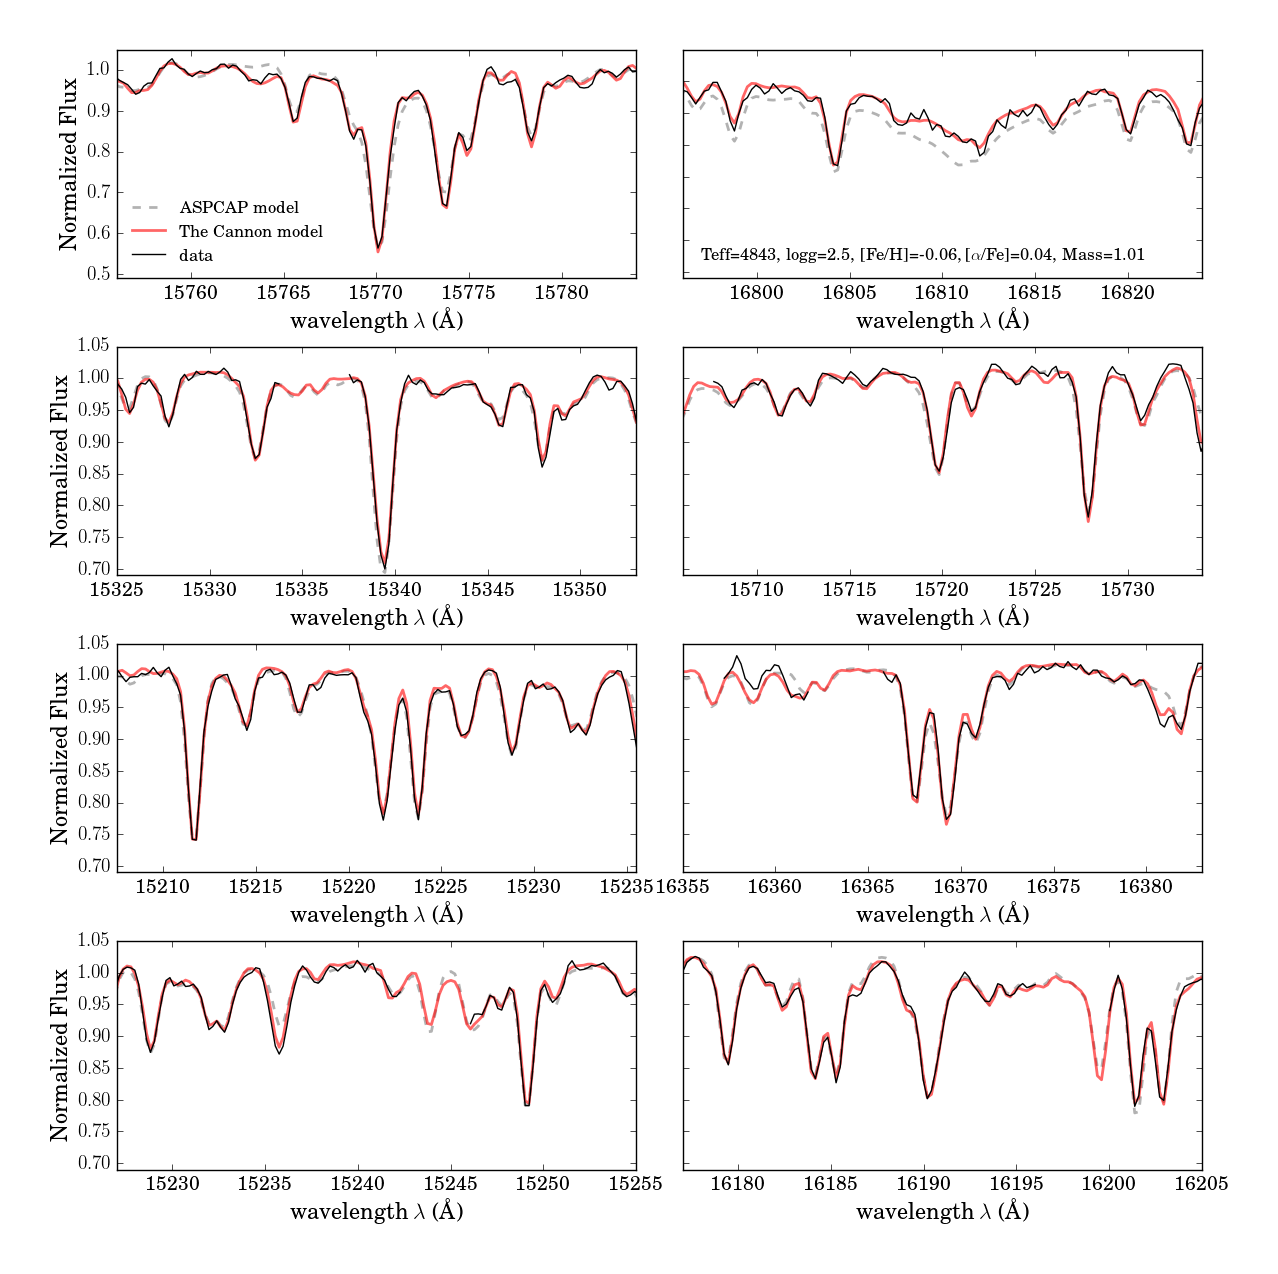 1.0
0.9
0.8
0.7
0.6
0.5
Normalized Flux
ASPCAP model
The Cannon model
data
15760 15765 15770 15775 15780
wavelength λ (Å)
Teff=4843, logg=2.5, [Fe/H]=-0.06, [α/Fe]=0.04, Mass=1.01
16800 16805 16810 16815 16820
wavelength λ (Å)
1.05
1.00
0.95
0.90
0.85
0.80
0.75
0.70
Normalized Flux
15325 15330 15335 15340 15345 15350
wavelength λ (Å)
15710 15715 15720 15725 15730
wavelength λ (Å)
1.05
1.00
0.95
0.90
0.85
0.80
0.75
0.70
Normalized Flux
15210 15215 15220 15225 15230 15235
wavelength λ (Å)
16355 16360 16365 16370 16375 16380
wavelength λ (Å)
1.05
1.00
0.95
0.90
0.85
0.80
0.75
0.70
Normalized Flux
15230 15235 15240 15245 15250 15255
wavelength λ (Å)
16180 16185 16190 16195 16200 16205
wavelength λ (Å)